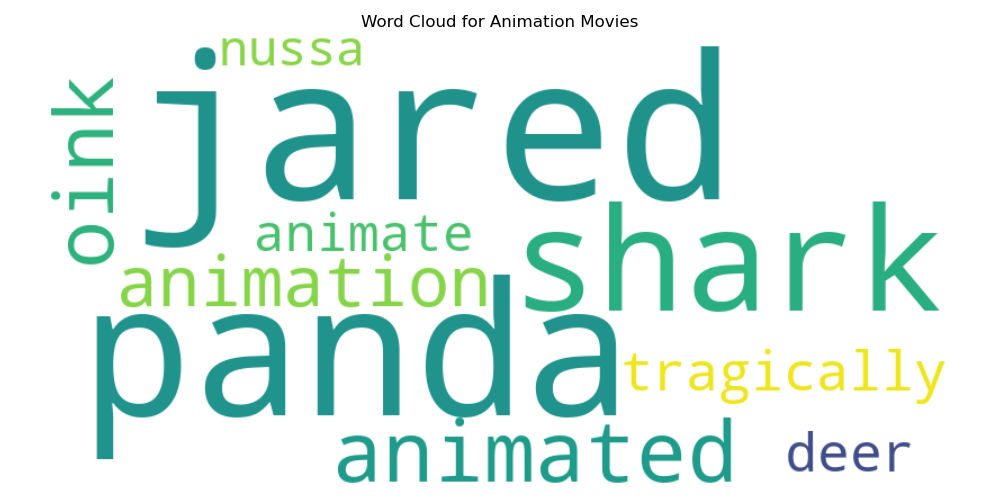 Word Cloud for Animation Movies
nussa
jared
oink
shark
animate
animation
panda
tragically
animated
deer